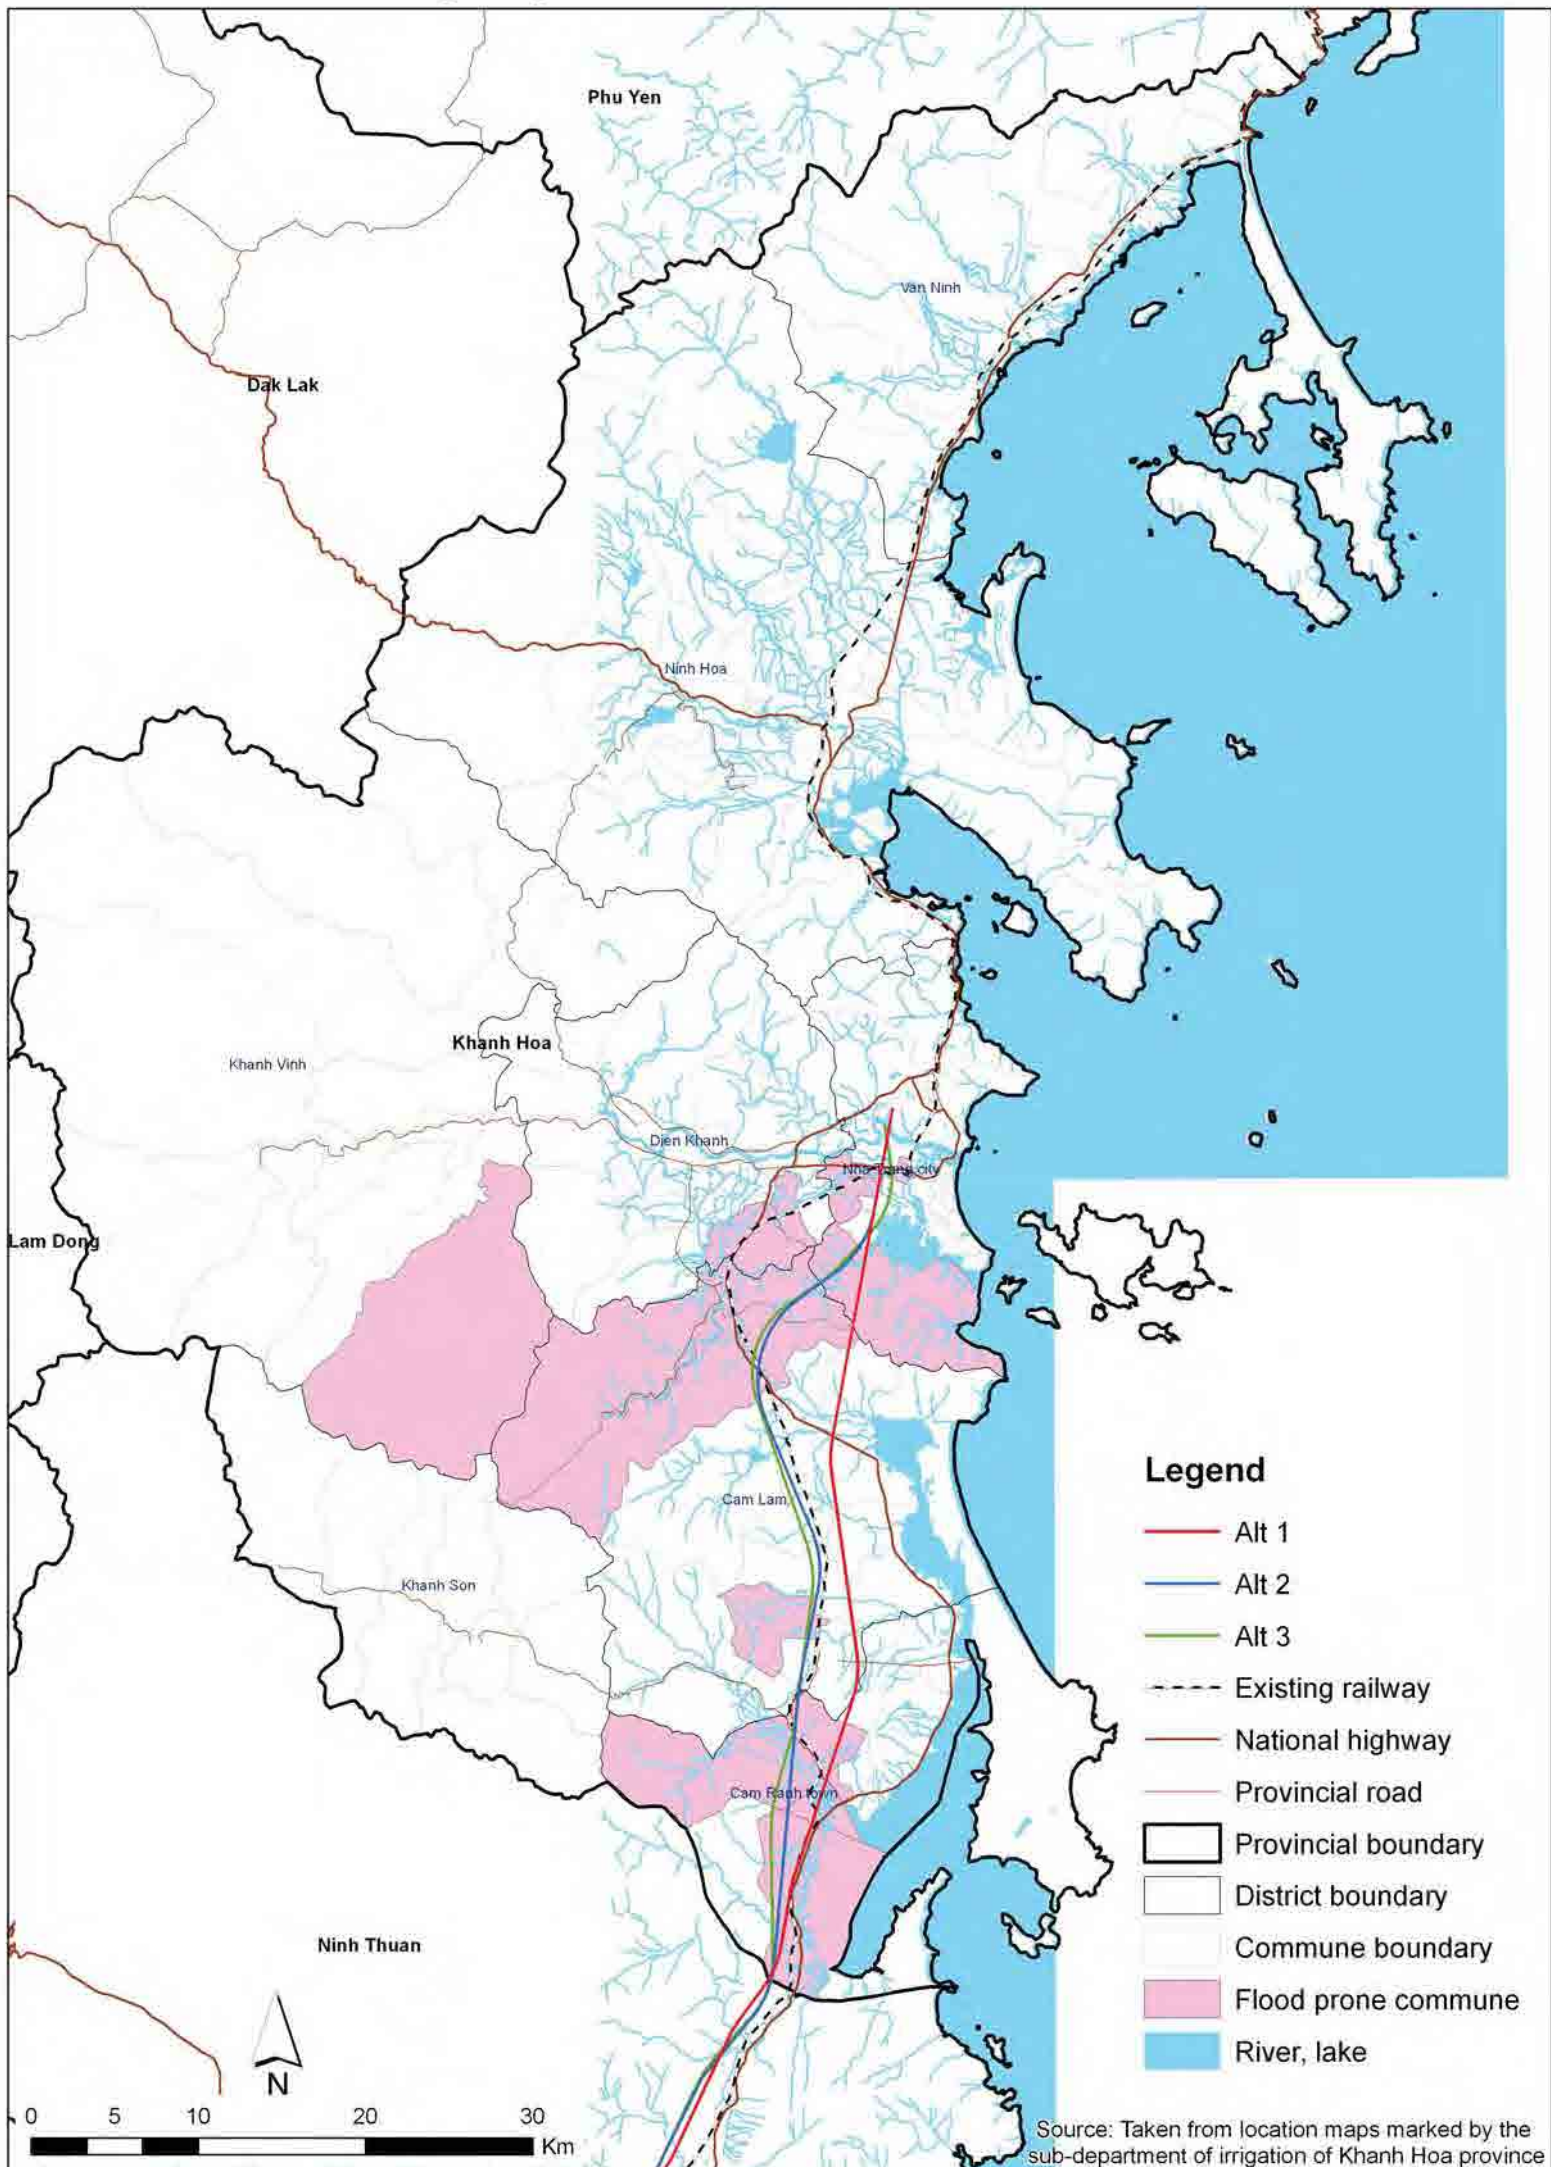 Phu Yen
Van Ninh
Dak Lak
Ninh Hoa
Khanh Hoa
Khanh Vinh
Dien Khanh
Nha Trang city
Lam Dong
Cam Lam
Khanh Son
Cam Ranh town
Ninh Thuan
Legend
Alt 1
Alt 2
Alt 3
Existing railway
National highway
Provincial road
Provincial boundary
District boundary
Commune boundary
Flood prone commune
River, lake
N
0 5 10 20 30
Km
Source: Taken from location maps marked by the
sub-department of irrigation of Khanh Hoa province